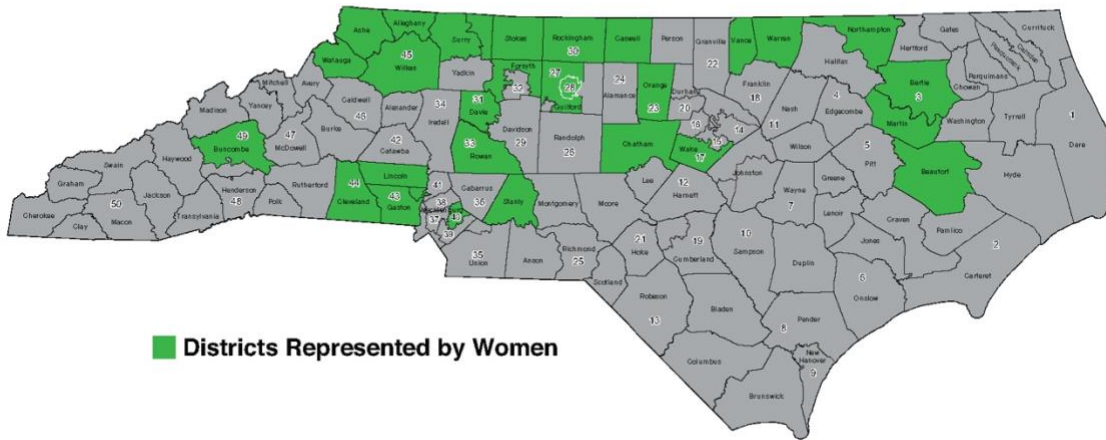 Alleghany
Ashe
Surry
Stokes
Rockingham
Caswell
Person
Granville
Vance
Warren
Northampton
Gates
Currituck
Camden
Pasquotank
Hertford
45
30
22
Watauga
Wilkes
Yadkin
Forsyth
27
32
28
Guilford
24
Alamance
Orange
23
Durham
20
Franklin
18
Halifax
Bertie
3
Chowan
Perquimans
Mitchell
Avery
Caldwell
46
Alexander
34
Iredell
31
Davie
Nash
11
4
Edgecombe
Martin
Washington
Tyrrell
1
Dare
Madison
Yancey
47
McDowell
Burke
42
Catawba
33
Rowan
Davidson
29
Randolph
26
Chatham
Wake
17
16
15
14
Wilson
5
Pitt
Beaufort
Hyde
49
Buncombe
Haywood
Swain
Graham
Cherokee
Clay
50
Macon
Jackson
Transylvania
Henderson
48
Polk
Rutherford
44
Cleveland
Lincoln
43
Gaston
41
38
37
40
39
Cabarrus
36
Stanly
Montgomery
Moore
Lee
12
Harnett
Johnston
Wayne
7
Greene
Lenoir
Craven
Pamlico
Jones
2
Carteret
35
Union
Anson
Richmond
25
Scotland
21
Hoke
19
Cumberland
10
Sampson
Duplin
6
Onslow
Robeson
13
Bladen
Pender
8
New
Hanover
9
Columbus
Brunswick
Districts Represented by Women